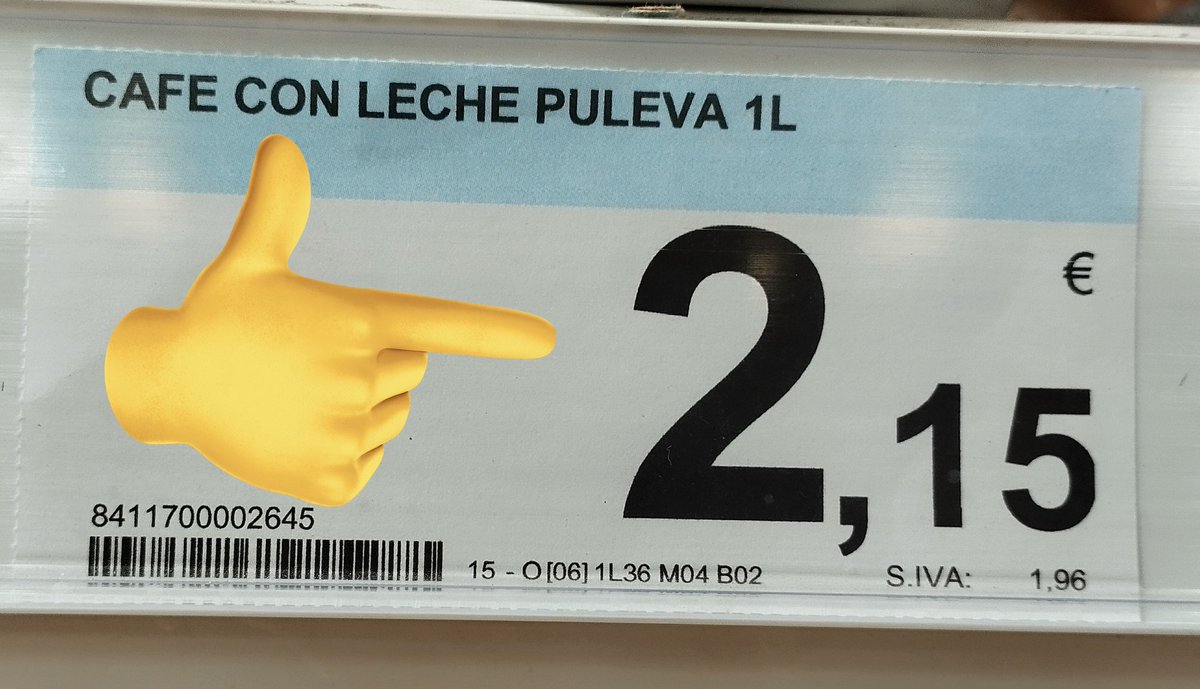 CAFE CON LECHE PULEVA 1L
€
2,15
8411700002645
15 - O [06] 1L36 M04 B02
S.IVA: 1,96